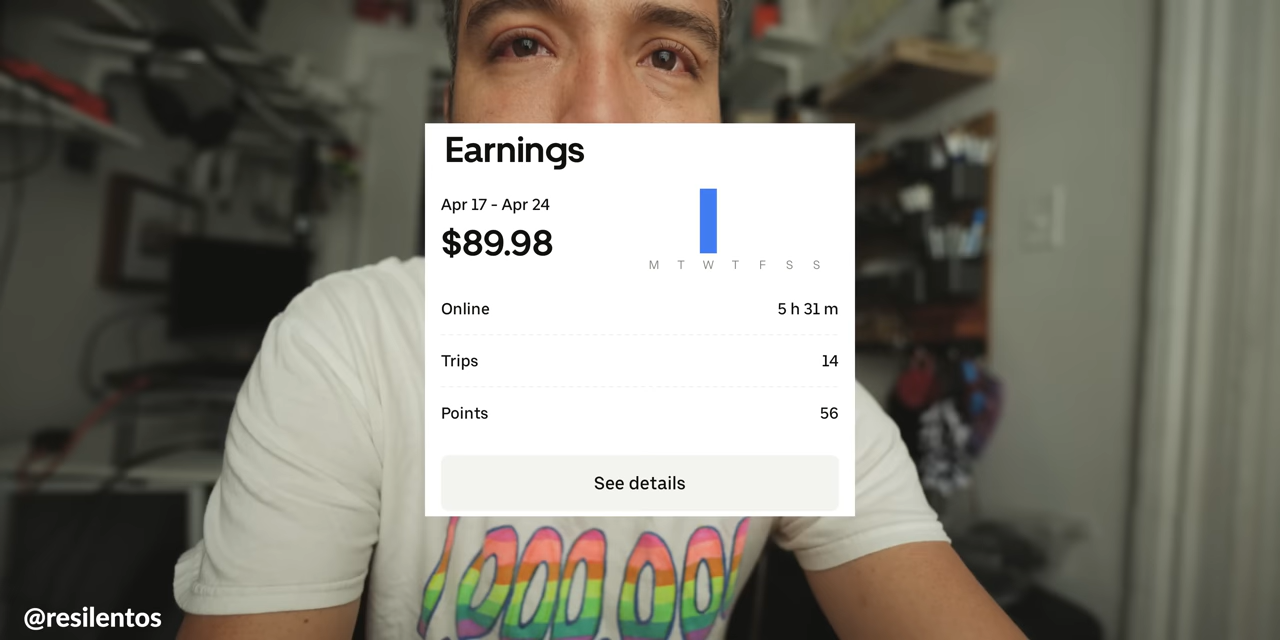 Earnings
Apr 17 - Apr 24
$89.98
M T W T F S S
Online 5 h 31 m
Trips 14
Points 56
See details
@resilentos